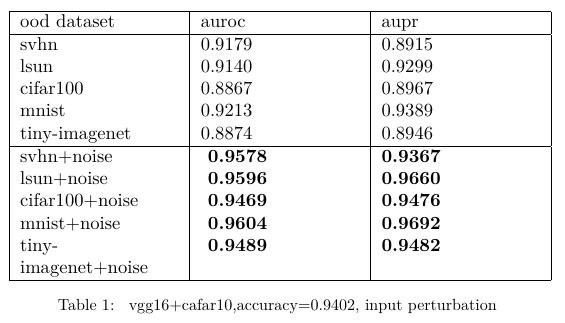 ood dataset auroc aupr
svhn 0.9179 0.8915
lsun 0.9140 0.9299
cifar100 0.8867 0.8967
mnist 0.9213 0.9389
tiny-imagenet 0.8874 0.8946
svhn+noise 0.9578 0.9367
lsun+noise 0.9596 0.9660
cifar100+noise 0.9469 0.9476
mnist+noise 0.9604 0.9692
tiny- 0.9489 0.9482
imagenet+noise
Table 1: vgg16+cafar10,accuracy=0.9402, input perturbation